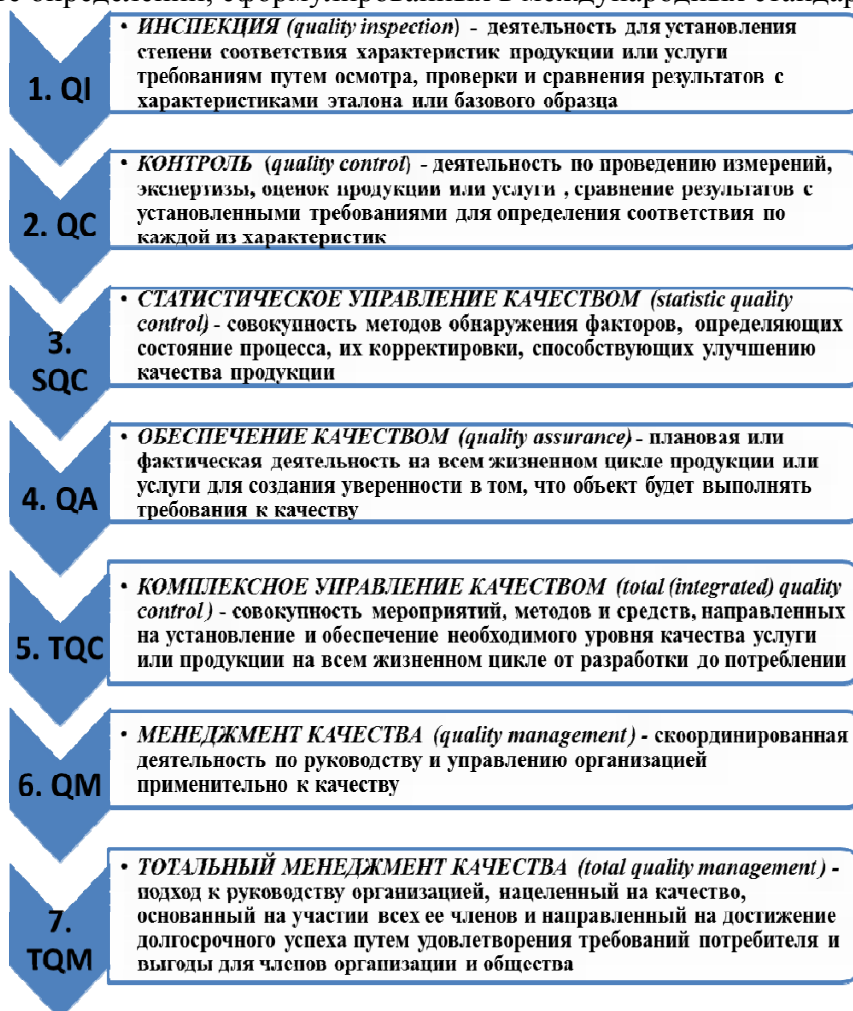 е определений, сформулированных в международных стандар
1. QI
• ИНСПЕКЦИЯ (quality inspection) - деятельность для установления
степени соответствия характеристик продукции или услуги
требованиям путем осмотра, проверки и сравнения результатов с
характеристиками эталона или базового образца
2. QC
• КОНТРОЛЬ (quality control) - деятельность по проведению измерений,
экспертизы, оценок продукции или услуги , сравнение результатов с
установленными требованиями для определения соответствия по
каждой из характеристик
3.
SQC
• СТАТИСТИЧЕСКОЕ УПРАВЛЕНИЕ КАЧЕСТВОМ (statistic quality
control) - совокупность методов обнаружения факторов, определяющих
состояние процесса, их корректировки, способствующих улучшению
качества продукции
4. QA
• ОБЕСПЕЧЕНИЕ КАЧЕСТВОМ (quality assurance) - плановая или
фактическая деятельность на всем жизненном цикле продукции или
услуги для создания уверенности в том, что объект будет выполнять
требования к качеству
5. TQC
• КОМПЛЕКСНОЕ УПРАВЛЕНИЕ КАЧЕСТВОМ (total (integrated) quality
control ) - совокупность мероприятий, методов и средств, направленных
на установление и обеспечение необходимого уровня качества услуги
или продукции на всем жизненном цикле от разработки до потреблении
6. QM
• МЕНЕДЖМЕНТ КАЧЕСТВА (quality management ) - скоординированная
деятельность по руководству и управлению организацией
применительно к качеству
7.
TQM
• ТОТАЛЬНЫЙ МЕНЕДЖМЕНТ КАЧЕСТВА (total quality management ) -
подход к руководству организацией, нацеленный на качество,
основанный на участии всех ее членов и направленный на достижение
долгосрочного успеха путем удовлетворения требований потребителя и
выгоды для членов организации и общества